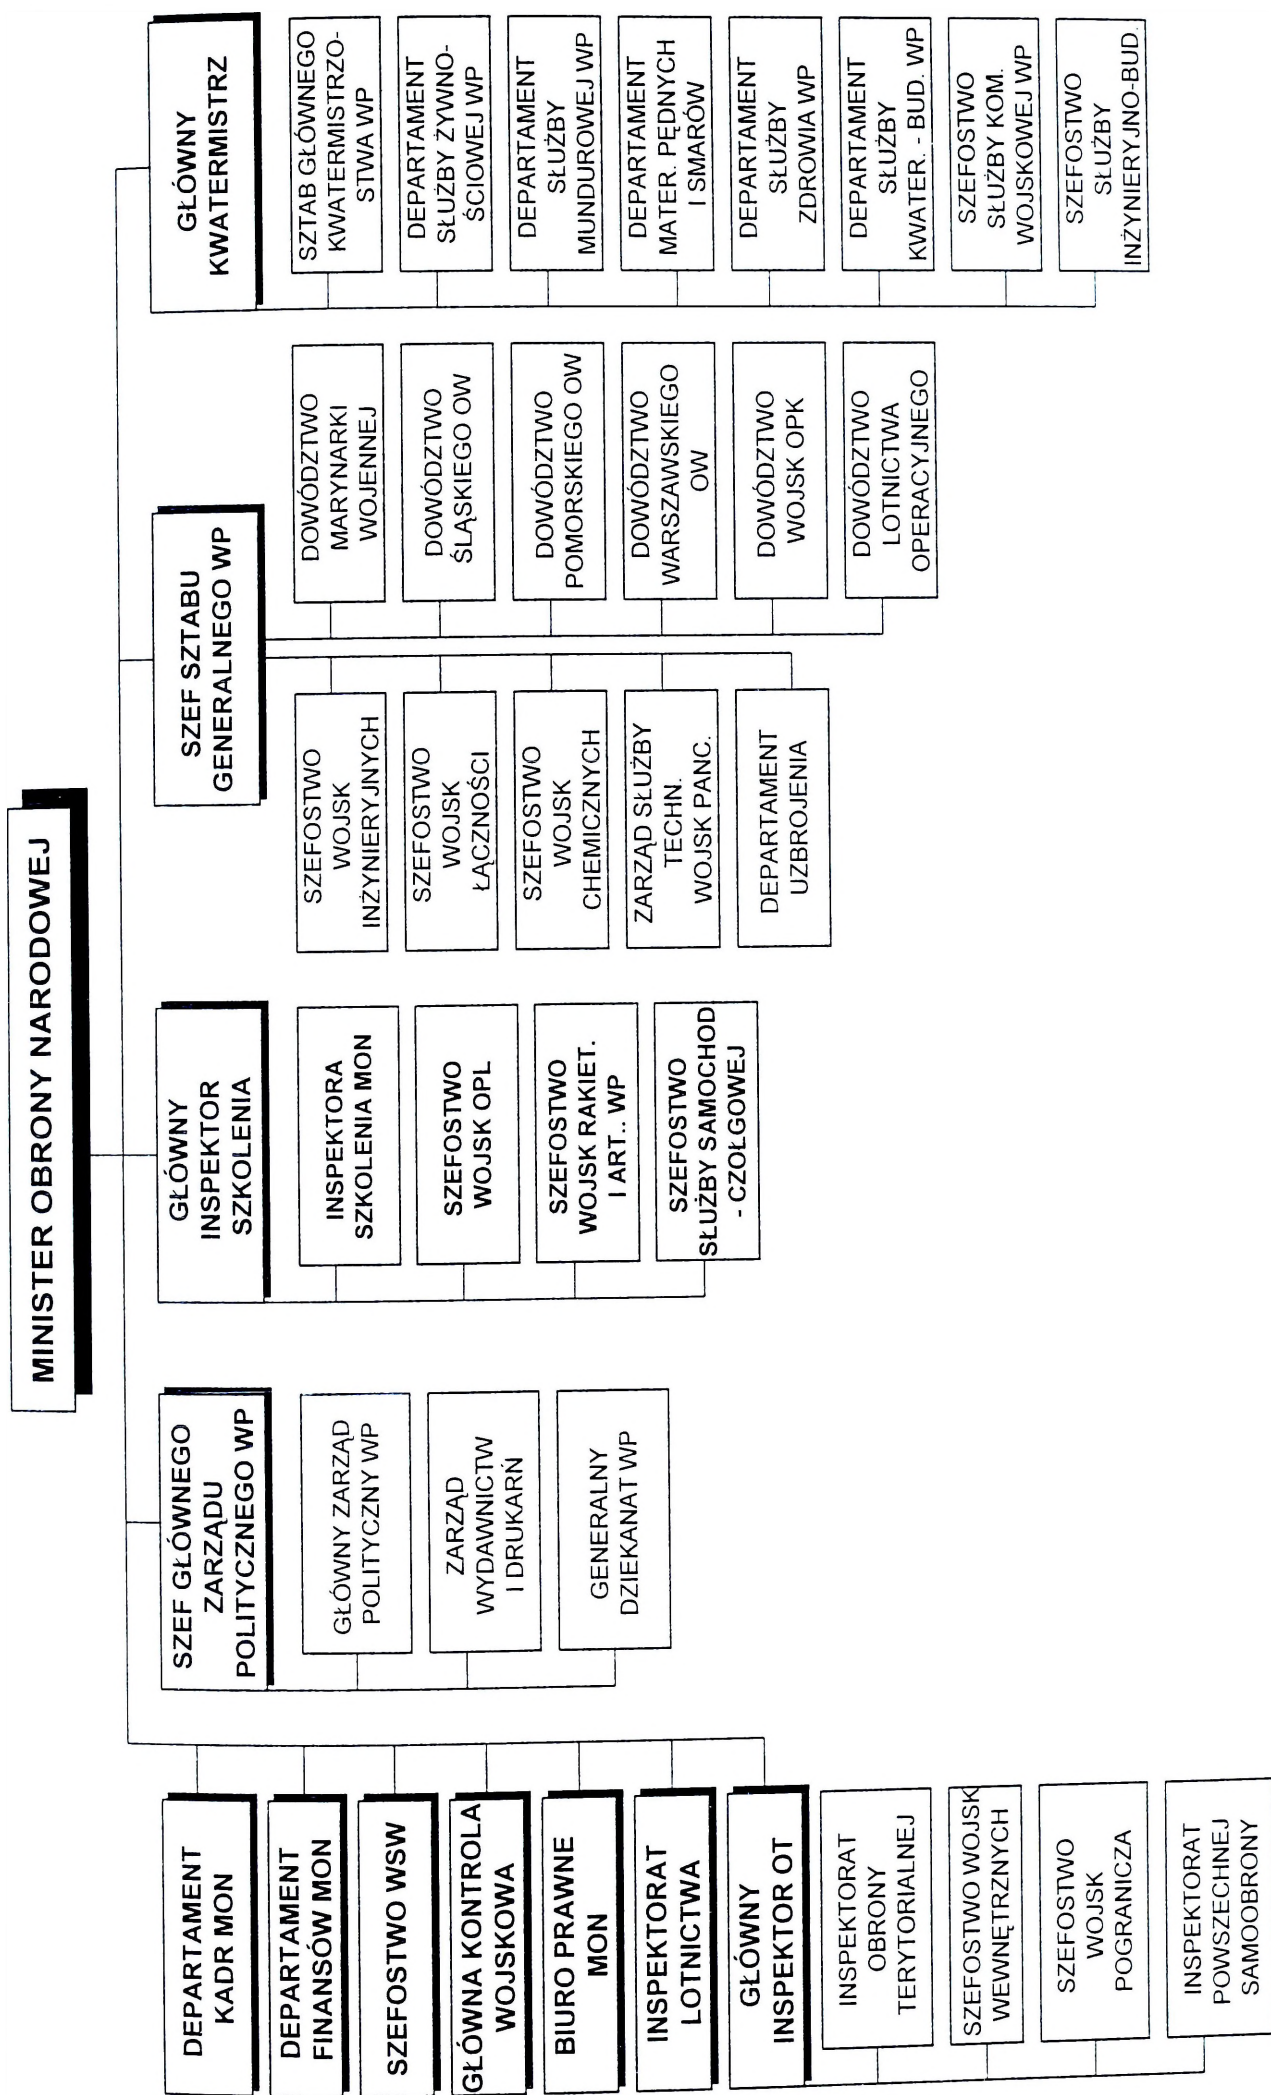 MINISTER OBRONY NARODOWEJ
DEPARTAMENT
KADR MON
DEPARTAMENT
FINANSÓW MON
SZEFOSTWO WSW
GŁÓWNA KONTROLA
WOJSKOWA
BIURO PRAWNE
MON
INSPEKTORAT
LOTNICTWA
GŁÓWNY
INSPEKTOR OT
INSPEKTORAT
OBRONY
TERYTORIALNEJ
SZEFOSTWO WOJSK
WEWNĘTRZNYCH
SZEFOSTWO
WOJSK
POGRANICZA
INSPEKTORAT
POWSZECHNEJ
SAMOOBRONY
SZEF GŁÓWNEGO
ZARZĄDU
POLITYCZNEGO WP
GŁÓWNY ZARZĄD
POLITYCZNY WP
ZARZĄD
WYDAWNICTW
I DRUKARŃ
GENERALNY
DZIEKANAT WP
GŁÓWNY
INSPEKTOR
SZKOLENIA
INSPEKTORA
SZKOLENIA MON
SZEFOSTWO
WOJSK OPL
SZEFOSTWO
WOJSK RAKIET.
I ART.. WP
SZEFOSTWO
SŁUŻBY SAMOCHOD
- CZOŁGOWEJ
SZEF SZTABU
GENERALNEGO WP
SZEFOSTWO
WOJSK
INŻYNIERYJNYCH
SZEFOSTWO
WOJSK
ŁĄCZNOŚCI
SZEFOSTWO
WOJSK
CHEMICZNYCH
ZARZĄD SŁUŻBY
TECHN.
WOJSK PANC.
DEPARTAMENT
UZBROJENIA
DOWÓDZTWO
MARYNARKI
WOJENNEJ
DOWÓDZTWO
ŚLĄSKIEGO OW
DOWÓDZTWO
POMORSKIEGO OW
DOWÓDZTWO
WARSZAWSKIEGO
OW
DOWÓDZTWO
WOJSK OPK
DOWÓDZTWO
LOTNICTWA
OPERACYJNEGO
GŁÓWNY
KWATERMISTRZ
SZTAB GŁÓWNEGO
KWATERMISTRZO-
STWA WP
DEPARTAMENT
SŁUŻBY ŻYWNO-
ŚCIOWEJ WP
DEPARTAMENT
SŁUŻBY
MUNDUROWEJ WP
DEPARTAMENT
MATER. PĘDNYCH
I SMARÓW
DEPARTAMENT
SŁUŻBY
ZDROWIA WP
DEPARTAMENT
SŁUŻBY
KWATER. - BUD. WP
SZEFOSTWO
SŁUŻBY KOM.
WOJSKOWEJ WP
SZEFOSTWO
SŁUŻBY
INŻYNIERYJNO-BUD.